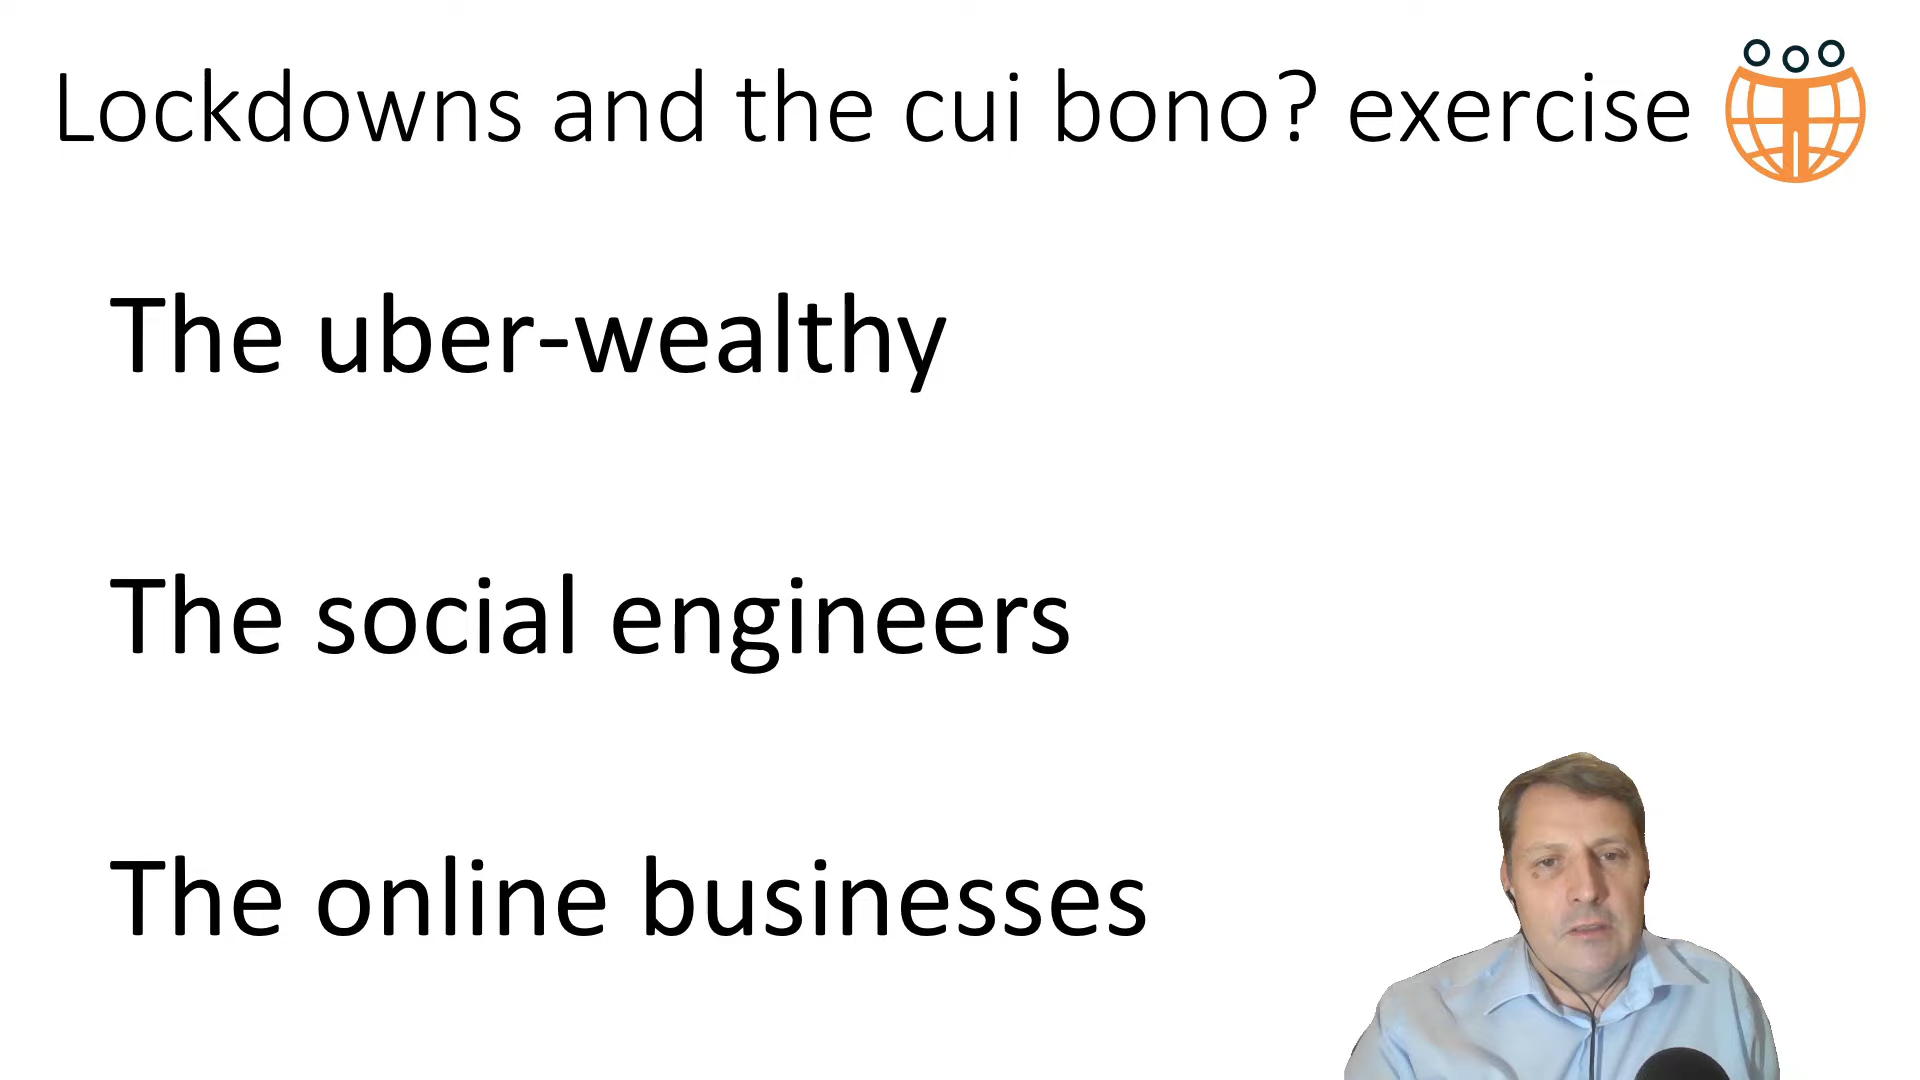 Lockdowns and the cui bono? exercise
The uber-wealthy
The social engineers
The online businesses